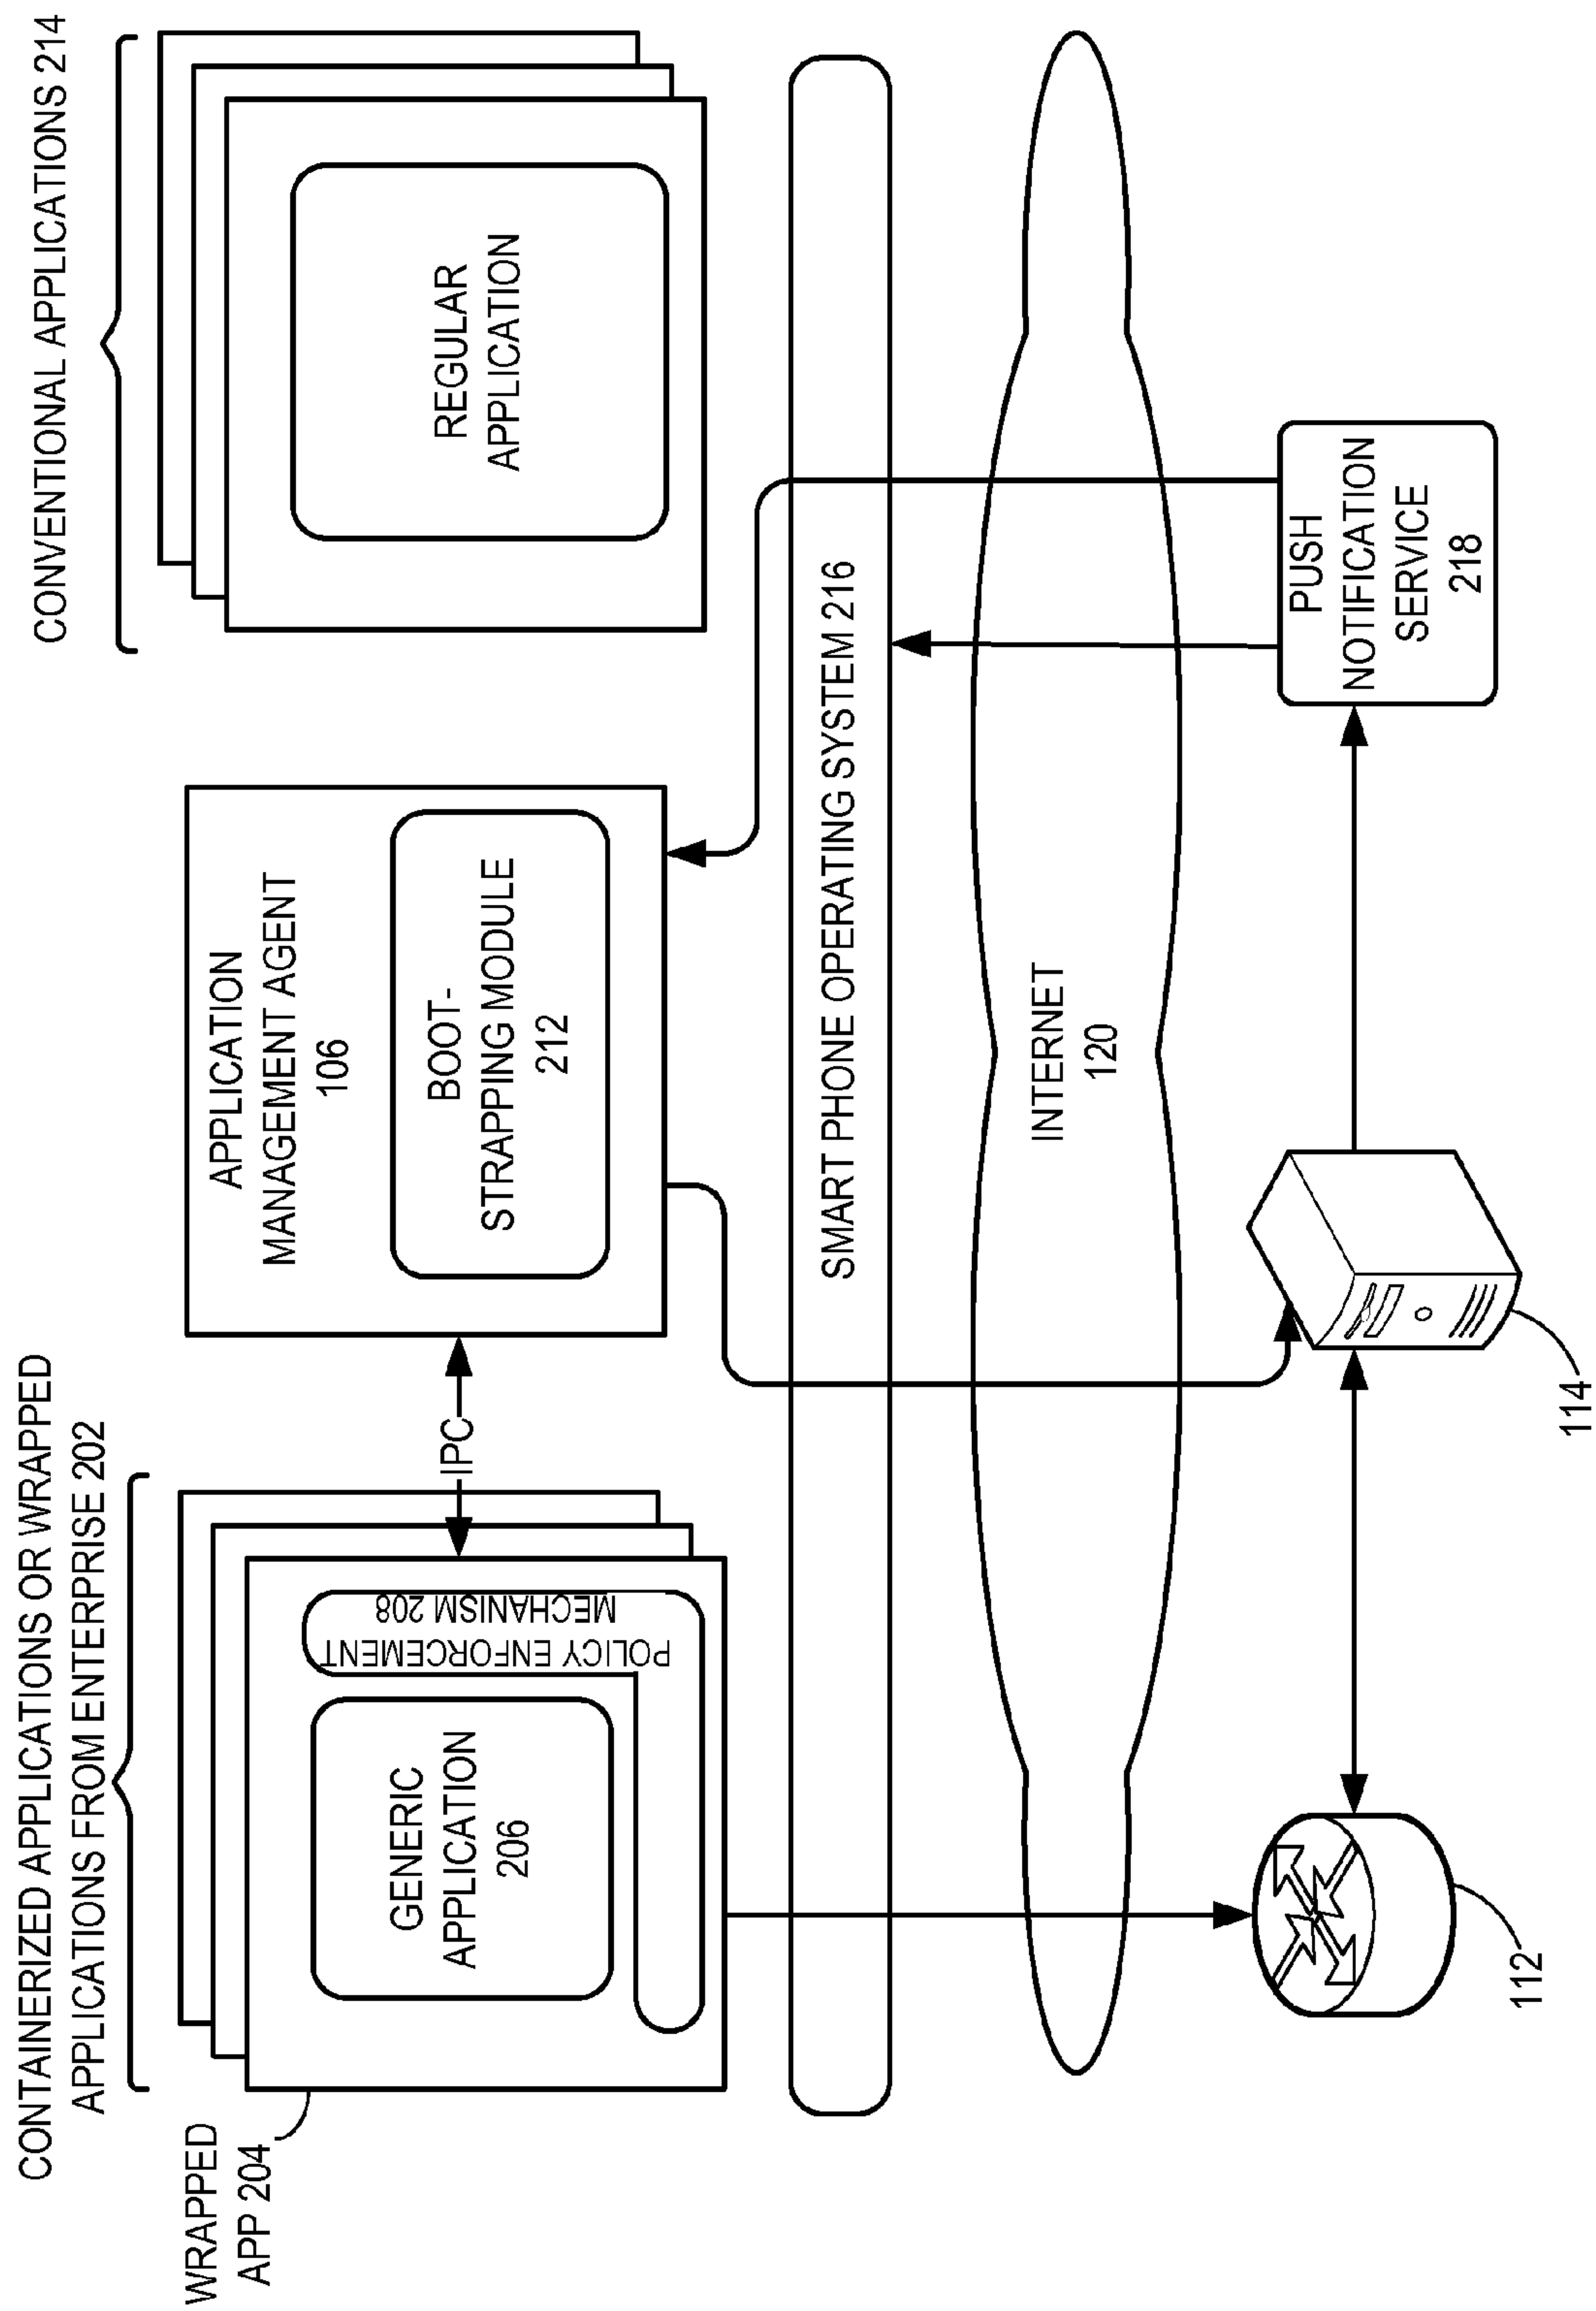 CONTAINERIZED APPLICATIONS OR WRAPPED
APPLICATIONS FROM ENTERPRISE 202
CONVENTIONAL APPLICATIONS 214
WRAPPED
APP 204
GENERIC
APPLICATION
206
POLICY ENFORCEMENT
MECHANISM 208
IPC
APPLICATION
MANAGEMENT AGENT
106
BOOT-
STRAPPING MODULE
212
REGULAR
APPLICATION
SMART PHONE OPERATING SYSTEM 216
INTERNET
120
112
114
PUSH
NOTIFICATION
SERVICE
218